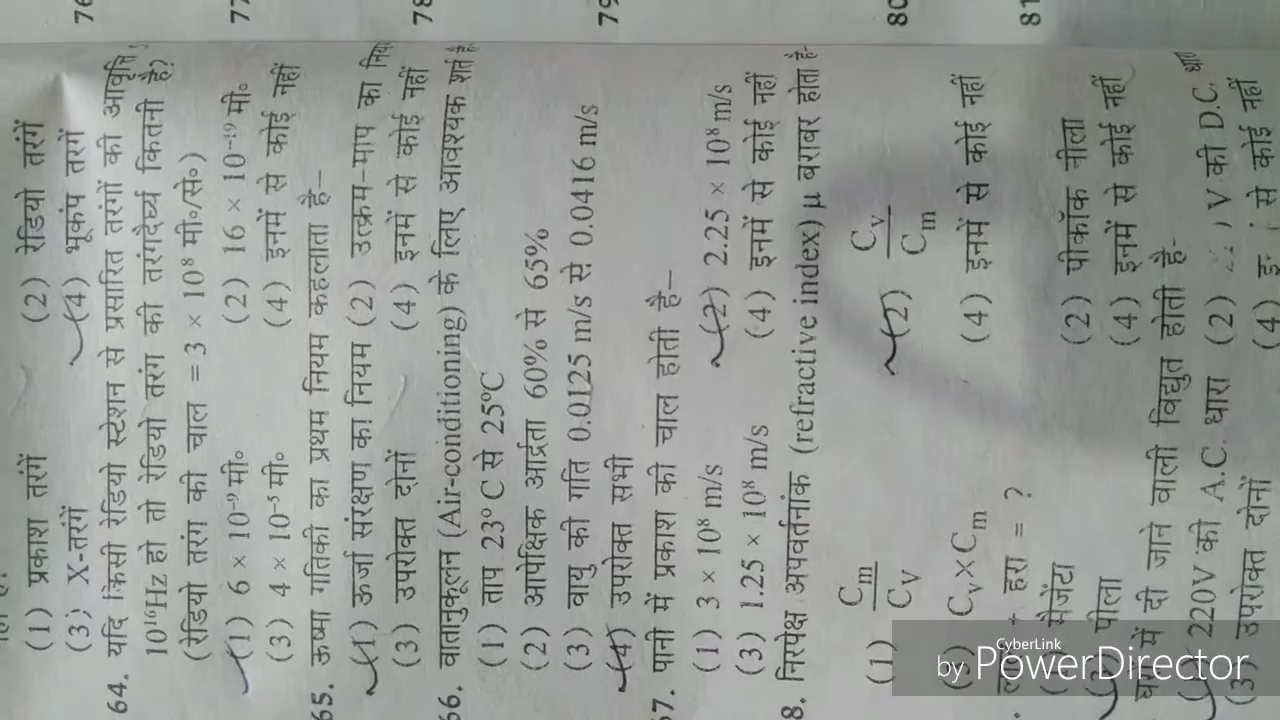 (1) प्रकाश तरंगें (2) रेडियो तरंगें
(3) X-तरंगें (4) भूकंप तरगें
64. यदि किसी रेडियो स्टेशन से प्रसारित तरंगों की आवृत्ति
10¹⁶Hz हो तो रेडियो तरंग की तरंगदैर्घ्य कितनी है?
(रेडियो तरंग की चाल = 3 × 10⁸ मी०/से०)
(1) 6 × 10⁻⁹ मी० (2) 16 × 10⁻¹⁹ मी०
(3) 4 × 10⁻⁵ मी० (4) इनमें से कोई नहीं
65. ऊष्मा गतिकी का प्रथम नियम कहलाता है–
(1) ऊर्जा संरक्षण का नियम (2) उत्क्रम-माप का
(3) उपरोक्त दोनों (4) इनमें से कोई नहीं
66. वातानुकूलन (Air-conditioning) के लिए आवश्यक शर्त है-
(1) ताप 23° C से 25°C
(2) आपेक्षिक आर्द्रता 60% से 65%
(3) वायु की गति 0.0125 m/s से 0.0416 m/s
(4) उपरोक्त सभी
67. पानी में प्रकाश की चाल होती है–
(1) 3 × 10⁸ m/s (2) 2.25 × 10⁸ m/s
(3) 1.25 × 10⁸ m/s (4) इनमें से कोई नहीं
8. निरपेक्ष अपवर्तनांक (refractive index) μ बराबर होता है-
(1) Cm/Cv (2) Cv/Cm
(3) Cv×Cm (4) इनमें से कोई नहीं
+ हरा = ?
मैजेंटा (2) पीकॉक नीला
पीला (4) इनमें से कोई नहीं
में दी जाने वाली विद्युत होती है-
220V की A.C. धारा (2) V की D.C.
(3) उपरोक्त दोनों (4) से कोई नहीं
76
77
78
79
80
81
by CyberLink
PowerDirector